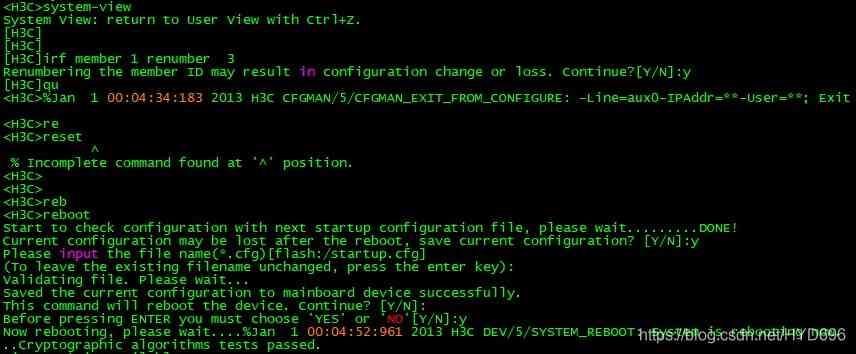 <H3C>system-view
System View: return to User View with Ctrl+Z.
[H3C]
[H3C]
[H3C]irf member 1 renumber  3
Renumbering the member ID may result in configuration change or loss. Continue?[Y/N]:y
[H3C]qu
<H3C>%Jan  1 00:04:34:183 2013 H3C CFGMAN/5/CFGMAN_EXIT_FROM_CONFIGURE: -Line=aux0-IPAddr=**-User=**; Exit
<H3C>re
<H3C>reset
^
% Incomplete command found at '^' position.
<H3C>
<H3C>
<H3C>reb
<H3C>reboot
Start to check configuration with next startup configuration file, please wait.........DONE!
Current configuration may be lost after the reboot, save current configuration? [Y/N]:y
Please input the file name(*.cfg)[flash:/startup.cfg]
(To leave the existing filename unchanged, press the enter key):
Validating file. Please wait...
Saved the current configuration to mainboard device successfully.
This command will reboot the device. Continue? [Y/N]:
Before pressing ENTER you must choose 'YES' or 'NO'[Y/N]:y
Now rebooting, please wait....%Jan  1 00:04:52:961 2013 H3C DEV/5/SYSTEM_REBOOT: System is rebooting now.
..Cryptographic algorithms tests passed.